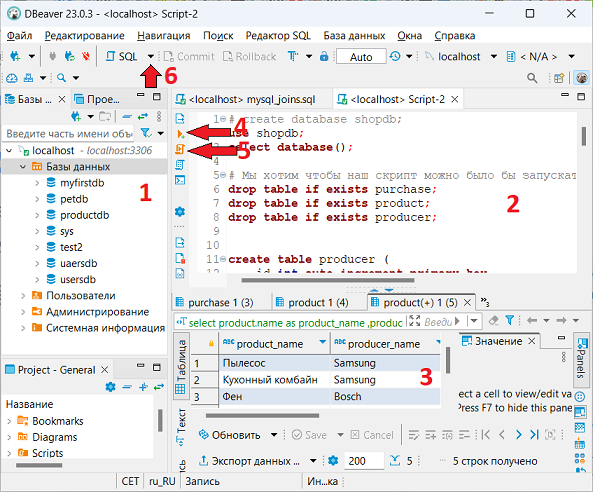 DBeaver 23.0.3 - <localhost> Script-2
Файл Редактирование Навигация Поиск Редактор SQL База данных Окна Справка
SQL Commit Rollback Auto localhost < N/A >
6
Базы ... Прое... <localhost> mysql_joins.sql <localhost> Script-2
Введите часть имени объ
localhost - localhost:3306
Базы данных
myfirstdb
petdb
productdb
sys
test2
uaersdb
usersdb
Пользователи
Администрирование
Системная информация
1
4
5
1 # create database shopdb;
use shopdb;
select database();
4
5 # Мы хотим чтобы наш скрипт можно было бы запускат
6 drop table if exists purchase;
7 drop table if exists product;
8 drop table if exists producer;
9
10
11 create table producer (
12 id int auto_increment primary key
2
purchase 1 (3) product 1 (4) product(+) 1 (5) »3
select product.name as product_name ,produc Введи
Таблица
Текст
product_name producer_name
1 Пылесос Samsung
2 Кухонный комбайн Samsung
3 Фен Bosch
3
Значение
ect a cell to view/edit va
Press F7 to hide this pane
Panels
Обновить Save Cancel
Экспорт данных ... 200 5 5 строк получено
Запись
Project - General
Название
Bookmarks
Diagrams
Scripts
CET ru_RU Запись Ин...ка